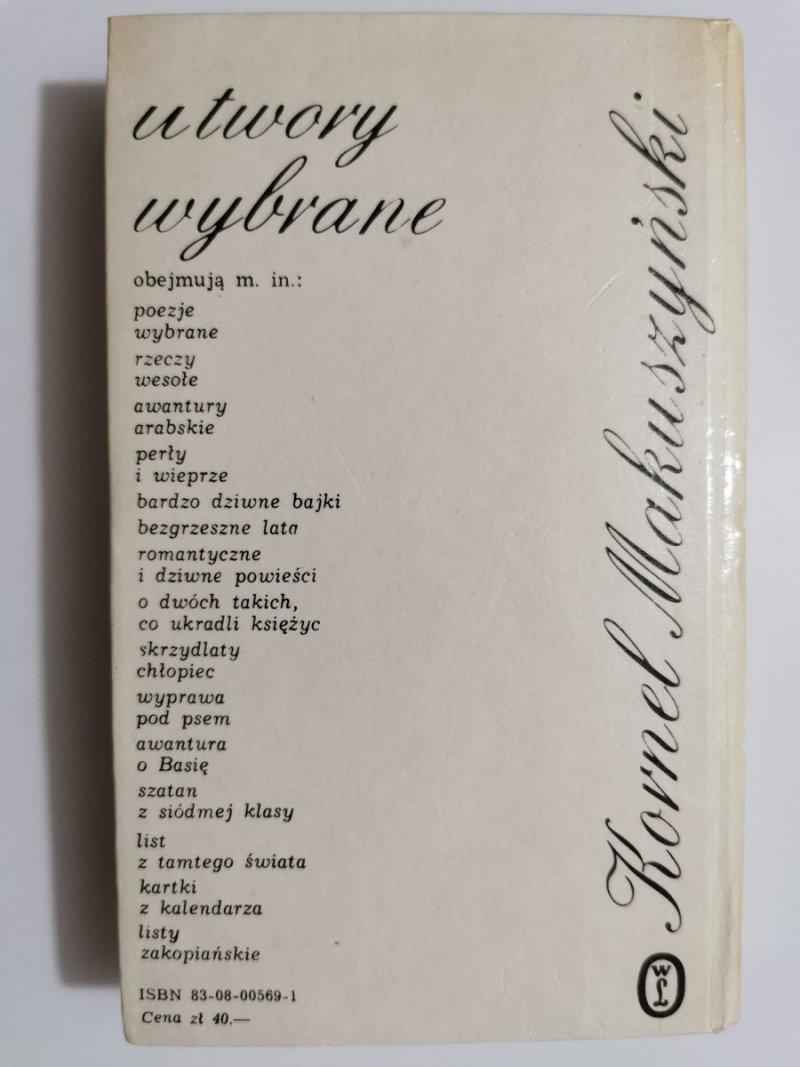 utwory
wybrane
obejmują m. in.:
poezje
wybrane
rzeczy
wesołe
awantury
arabskie
perły
i wieprze
bardzo dziwne bajki
bezgrzeszne lata
romantyczne
i dziwne powieści
o dwóch takich,
co ukradli księżyc
skrzydlaty
chłopiec
wyprawa
pod psem
awantura
o Basię
szatan
z siódmej klasy
list
z tamtego świata
kartki
z kalendarza
listy
zakopiańskie
ISBN 83-08-00569-1
Cena zł 40.—
Kornel Makuszyński
WL